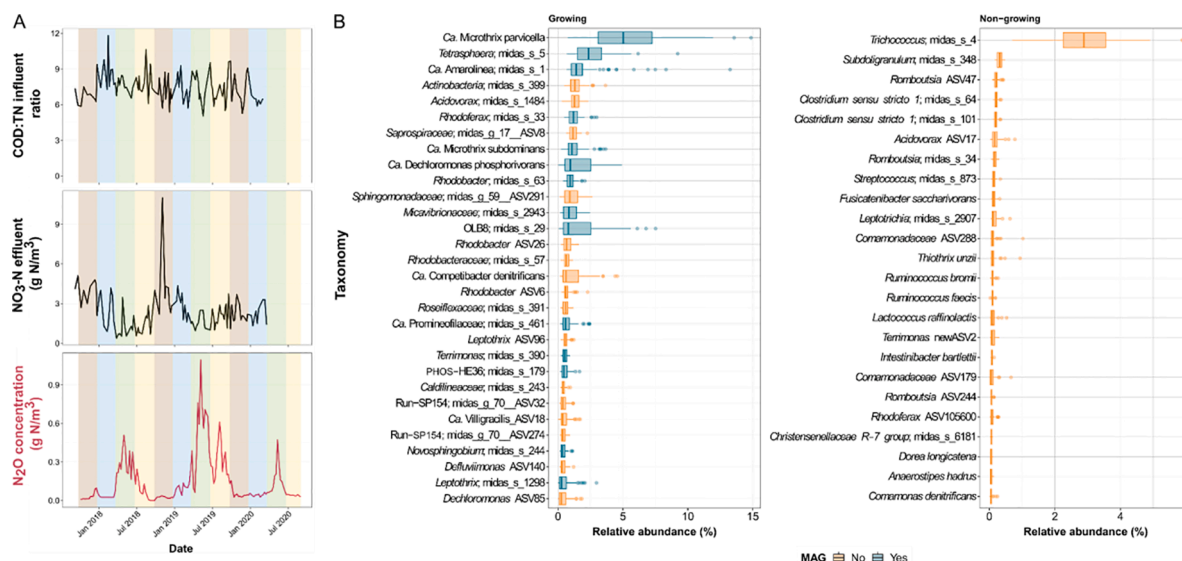 A
COD:TN influent
ratio
12
9
6
3
0
NO3-N effluent
(g N/m³)
9
6
3
0
N2O concentration
(g N/m³)
0.9
0.6
0.3
0.0
Jan 2018
Jul 2018
Jan 2019
Jul 2019
Jan 2020
Jul 2020
Date
B
Taxonomy
Growing
Ca. Microthrix parvicella
Tetrasphaera; midas_s_5
Ca. Amarolinea; midas_s_1
Actinobacteria; midas_s_399
Acidovorax; midas_s_1484
Rhodoferax; midas_s_33
Saprospiraceae; midas_g_17__ASV8
Ca. Microthrix subdominans
Ca. Dechloromonas phosphorivorans
Rhodobacter; midas_s_63
Sphingomonadaceae; midas_g_59__ASV291
Micavibrionaceae; midas_s_2943
OLB8; midas_s_29
Rhodobacter ASV26
Rhodobacteraceae; midas_s_57
Ca. Competibacter denitrificans
Rhodobacter ASV6
Roseiflexaceae; midas_s_391
Ca. Promineofilaceae; midas_s_461
Leptothrix ASV96
Terrimonas; midas_s_390
PHOS-HE36; midas_s_179
Caldilineaceae; midas_s_243
Run-SP154; midas_g_70__ASV32
Ca. Villigracilis_ASV18
Run-SP154; midas_g_70__ASV274
Novosphingobium; midas_s_244
Defluviimonas ASV140
Leptothrix; midas_s_1298
Dechloromonas ASV85
0 5 10 15
Relative abundance (%)
Non-growing
Trichococcus; midas_s_4
Subdoligranulum; midas_s_348
Romboutsia ASV47
Clostridium sensu stricto 1; midas_s_64
Clostridium sensu stricto 1; midas_s_101
Acidovorax ASV17
Romboutsia; midas_s_34
Streptococcus; midas_s_873
Fusicatenibacter saccharivorans
Leptotrichia; midas_s_2907
Comamonadaceae ASV288
Thiothrix unzii
Ruminococcus bromii
Ruminococcus faecis
Lactococcus raffinolactis
Terrimonas newASV2
Intestinibacter bartlettii
Comamonadaceae ASV179
Romboutsia ASV244
Rhodoferax ASV105600
Christensenellaceae R-7 group; midas_s_6181
Dorea longicatena
Anaerostipes hadrus
Comamonas denitrificans
0 2 4
Relative abundance (%)
MAG No Yes